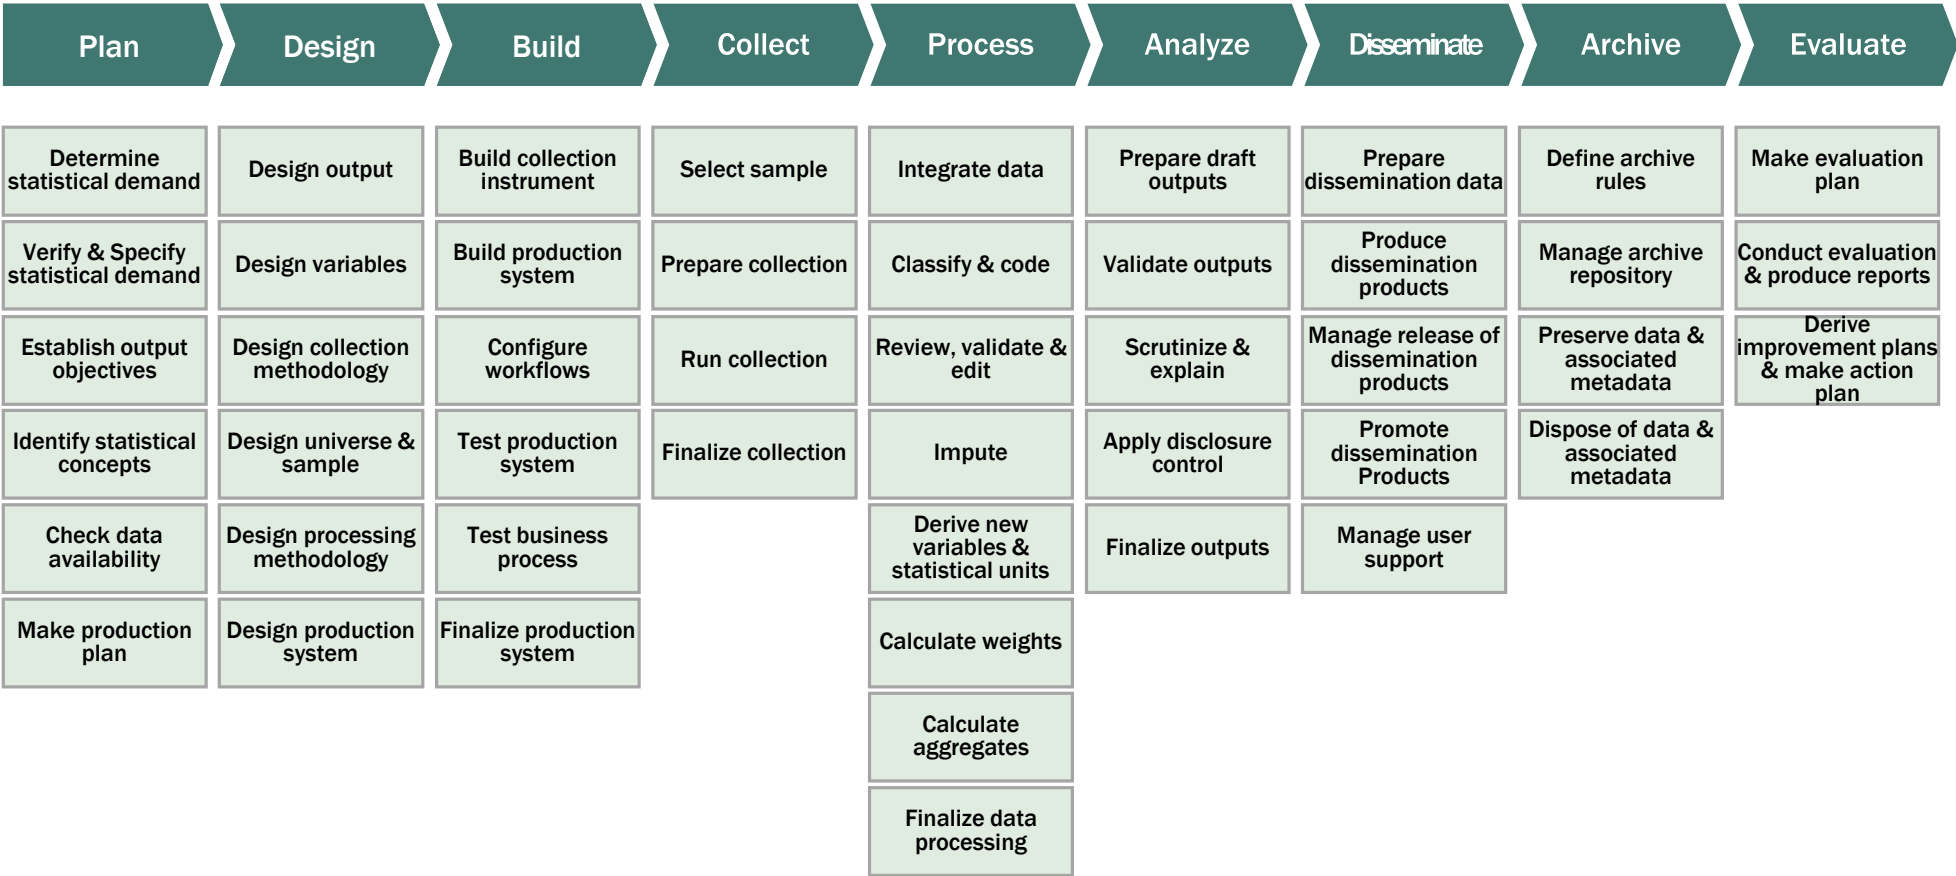 Plan
Design
Build
Collect
Process
Analyze
Disseminate
Archive
Evaluate
Determine
statistical demand
Verify & Specify
statistical demand
Establish output
objectives
Identify statistical
concepts
Check data
availability
Make production
plan
Design output
Design variables
Design collection
methodology
Design universe &
sample
Design processing
methodology
Design production
system
Build collection
instrument
Build production
system
Configure
workflows
Test production
system
Test business
process
Finalize production
system
Select sample
Prepare collection
Run collection
Finalize collection
Integrate data
Classify & code
Review, validate &
edit
Impute
Derive new
variables &
statistical units
Calculate weights
Calculate
aggregates
Finalize data
processing
Prepare draft
outputs
Validate outputs
Scrutinize &
explain
Apply disclosure
control
Finalize outputs
Prepare
dissemination data
Produce
dissemination
products
Manage release of
dissemination
products
Promote
dissemination
Products
Manage user
support
Define archive
rules
Manage archive
repository
Preserve data &
associated
metadata
Dispose of data &
associated
metadata
Make evaluation
plan
Conduct evaluation
& produce reports
Derive
improvement plans
& make action
plan